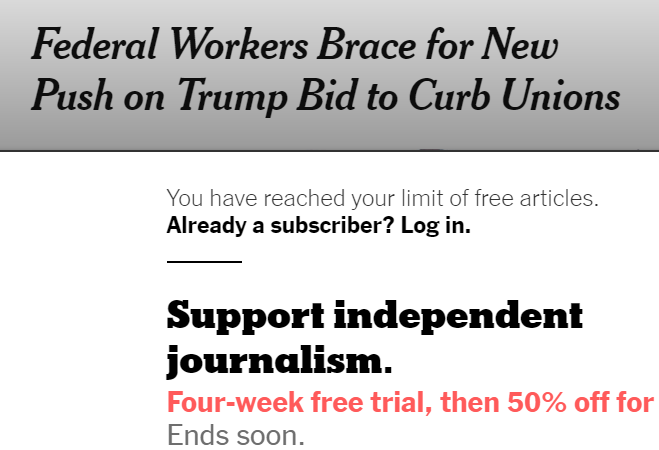 Federal Workers Brace for New
Push on Trump Bid to Curb Unions
You have reached your limit of free articles.
Already a subscriber? Log in.
Support independent
journalism.
Four-week free trial, then 50% off for
Ends soon.